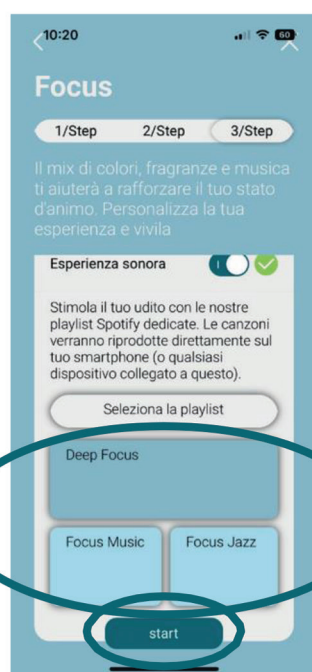 10:20
60
Focus
1/Step 2/Step 3/Step
Il mix di colori, fragranze e musica
ti aiuterà a rafforzare il tuo stato
d'animo. Personalizza la tua
esperienza e vivila
Esperienza sonora
Stimola il tuo udito con le nostre
playlist Spotify dedicate. Le canzoni
verranno riprodotte direttamente sul
tuo smartphone (o qualsiasi
dispositivo collegato a questo).
Seleziona la playlist
Deep Focus
Focus Music Focus Jazz
start